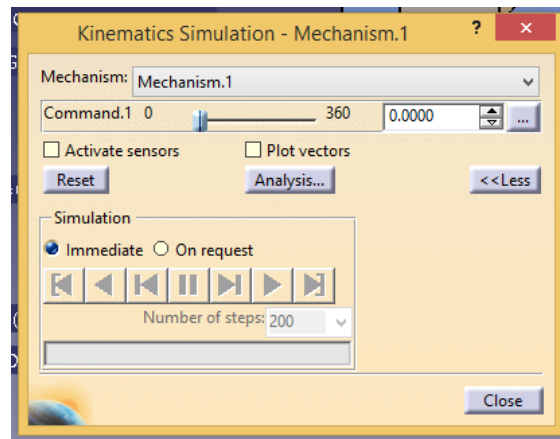 Kinematics Simulation - Mechanism.1 ? ×
Mechanism: Mechanism.1
Command.1 0 360 0.0000 ...
Activate sensors Plot vectors
Reset Analysis... <<Less
Simulation
Immediate On request
Number of steps: 200
Close